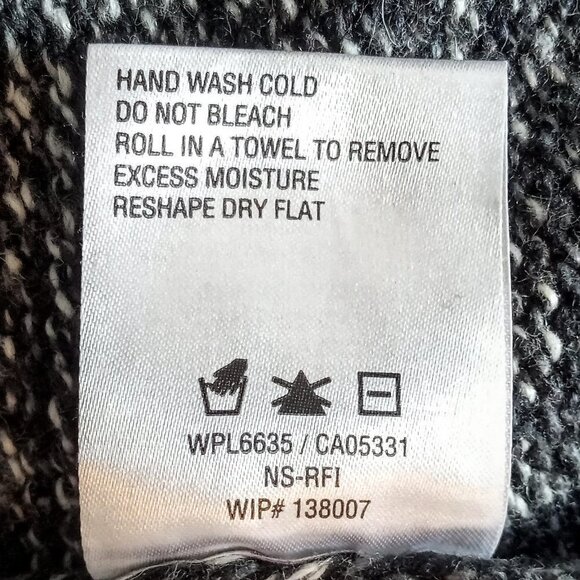 HAND WASH COLD
DO NOT BLEACH
ROLL IN A TOWEL TO REMOVE
EXCESS MOISTURE
RESHAPE DRY FLAT
WPL6635 / CA05331
NS-RFI
WIP# 138007